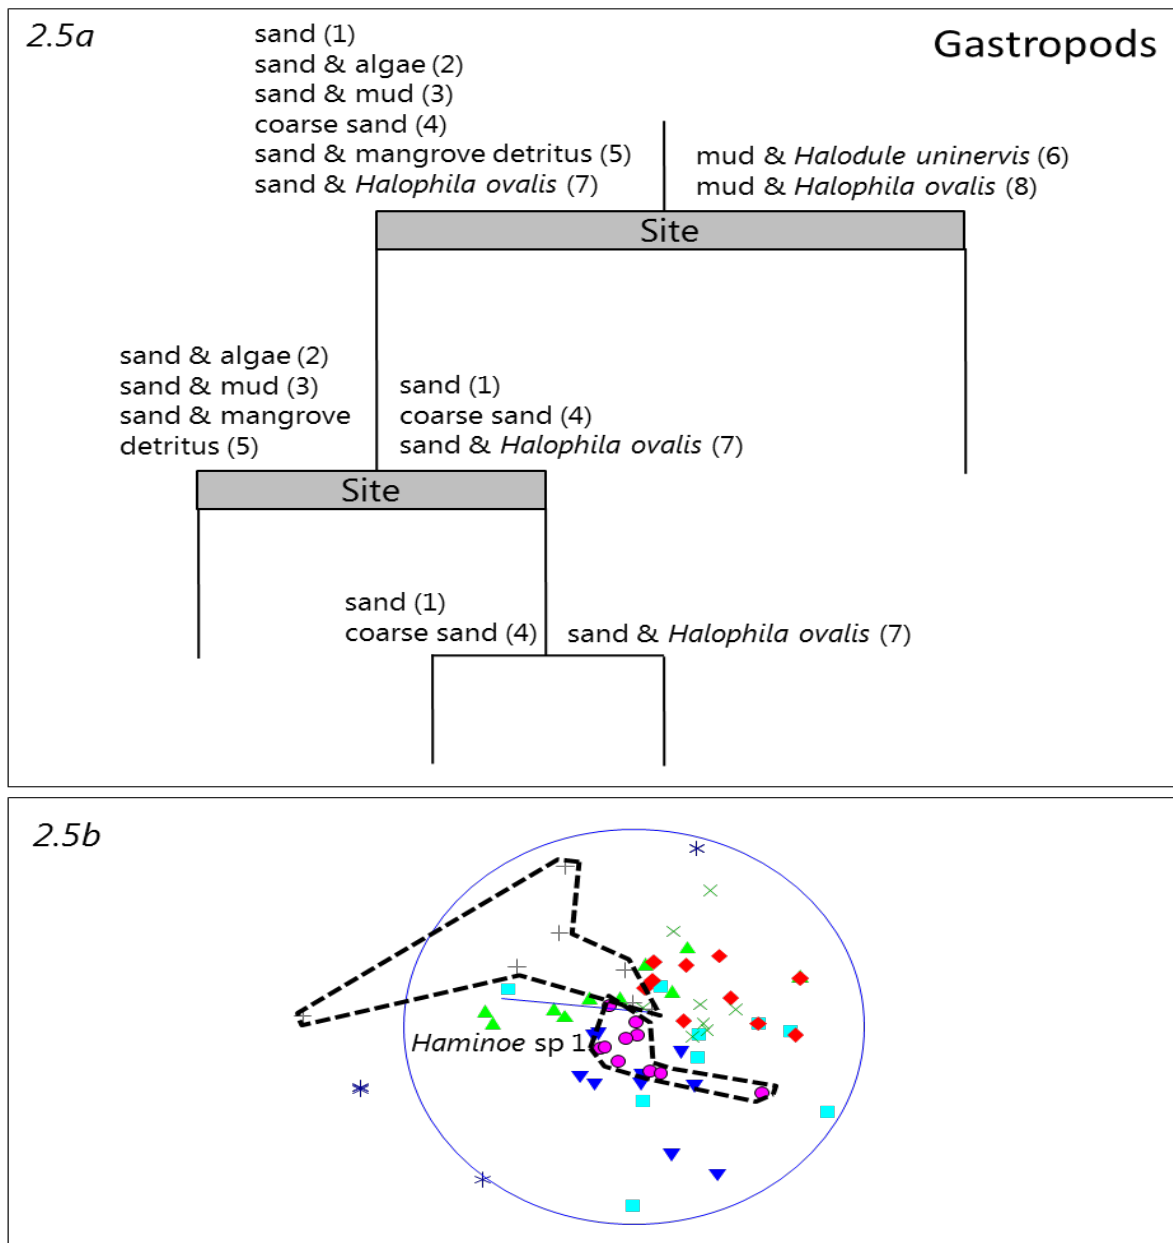 2.5a
Gastropods
sand (1)
sand & algae (2)
sand & mud (3)
coarse sand (4)
sand & mangrove detritus (5)
sand & Halophila ovalis (7)
mud & Halodule uninervis (6)
mud & Halophila ovalis (8)
Site
sand & algae (2)
sand & mud (3)
sand & mangrove
detritus (5)
sand (1)
coarse sand (4)
sand & Halophila ovalis (7)
Site
sand (1)
coarse sand (4)
sand & Halophila ovalis (7)
2.5b
Haminoe sp 1